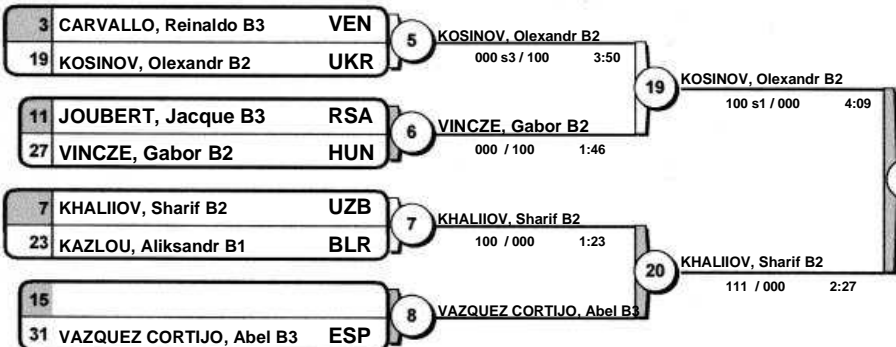 3 CARVALLO, Reinaldo B3 VEN
19 KOSINOV, Olexandr B2 UKR
5
KOSINOV, Olexandr B2
000 s3 / 100 3:50
11 JOUBERT, Jacque B3 RSA
27 VINCZE, Gabor B2 HUN
6
VINCZE, Gabor B2
000 / 100 1:46
19
KOSINOV, Olexandr B2
100 s1 / 000 4:09
7 KHALIIOV, Sharif B2 UZB
23 KAZLOU, Aliksandr B1 BLR
7
KHALIIOV, Sharif B2
100 / 000 1:23
15
31 VAZQUEZ CORTIJO, Abel B3 ESP
8
VAZQUEZ CORTIJO, Abel B3
20
KHALIIOV, Sharif B2
111 / 000 2:27